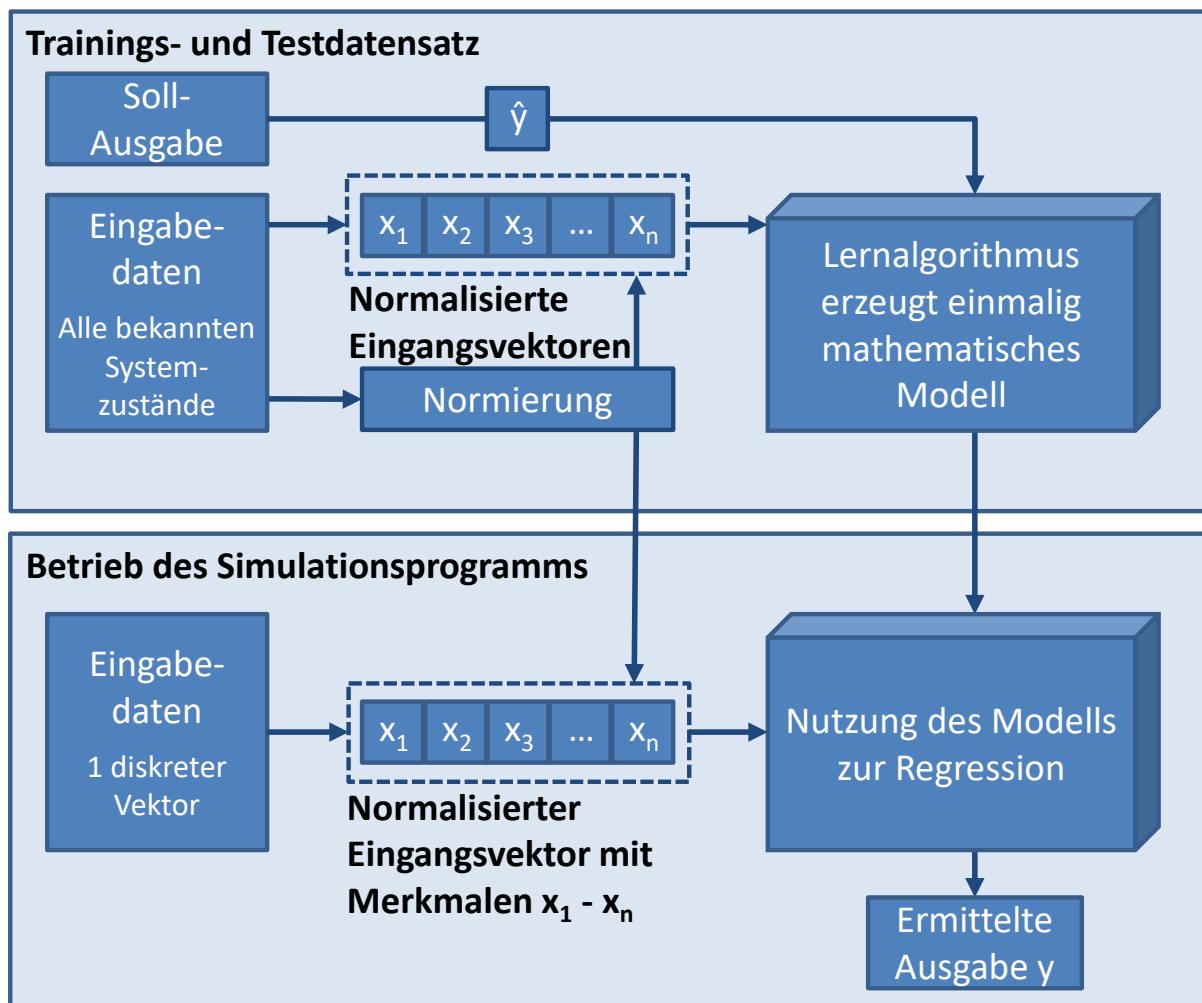 Trainings- und Testdatensatz
Soll-
Ausgabe
ŷ
Eingabe-
daten
Alle bekannten
System-
zustände
x₁ x₂ x₃ ... xₙ
Normalisierte
Eingangsvektoren
Normierung
Lernalgorithmus
erzeugt einmalig
mathematisches
Modell
Betrieb des Simulationsprogramms
Eingabe-
daten
1 diskreter
Vektor
x₁ x₂ x₃ ... xₙ
Normalisierter
Eingangsvektor mit
Merkmalen x₁ - xₙ
Nutzung des Modells
zur Regression
Ermittelte
Ausgabe y